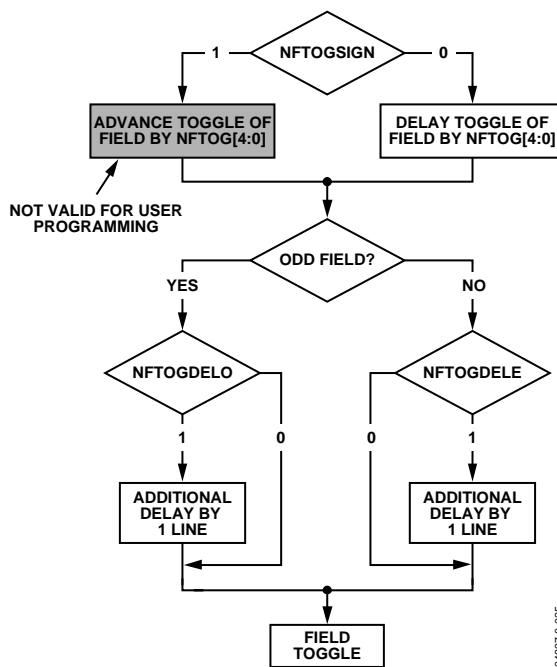 NFTOGSIGN
1
0
ADVANCE TOGGLE OF
FIELD BY NFTOG[4:0]
DELAY TOGGLE OF
FIELD BY NFTOG[4:0]
NOT VALID FOR USER
PROGRAMMING
ODD FIELD?
YES
NO
NFTOGDELO
NFTOGDELE
1
0
0
1
ADDITIONAL
DELAY BY
1 LINE
ADDITIONAL
DELAY BY
1 LINE
FIELD
TOGGLE